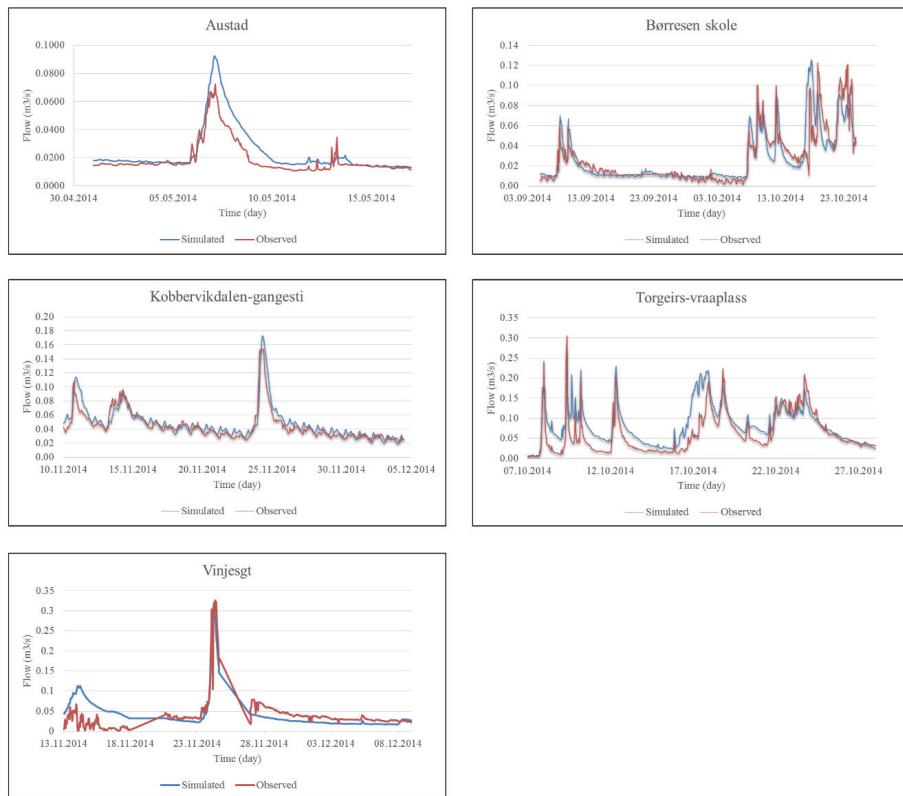 Austad
0.1000
0.0800
0.0600
0.0400
0.0200
0.0000
Flow (m3/s)
30.04.2014 05.05.2014 10.05.2014 15.05.2014
Time (day)
Simulated Observed
Børresen skole
0.14
0.12
0.10
0.08
0.06
0.04
0.02
0.00
Flow (m3/s)
03.09.2014 13.09.2014 23.09.2014 03.10.2014 13.10.2014 23.10.2014
Time (day)
Simulated Observed
Kobbervikdalen-gangesti
0.20
0.18
0.16
0.14
0.12
0.10
0.08
0.06
0.04
0.02
0.00
Flow (m3/s)
10.11.2014 15.11.2014 20.11.2014 25.11.2014 30.11.2014 05.12.2014
Time (day)
Simulated Observed
Torgeirs-vraaplass
0.35
0.30
0.25
0.20
0.15
0.10
0.05
0.00
Flow (m3/s)
07.10.2014 12.10.2014 17.10.2014 22.10.2014 27.10.2014
Time (day)
Simulated Observed
Vinjesgt
0.35
0.3
0.25
0.2
0.15
0.1
0.05
0
Flow (m3/s)
13.11.2014 18.11.2014 23.11.2014 28.11.2014 03.12.2014 08.12.2014
Time (day)
Simulated Observed